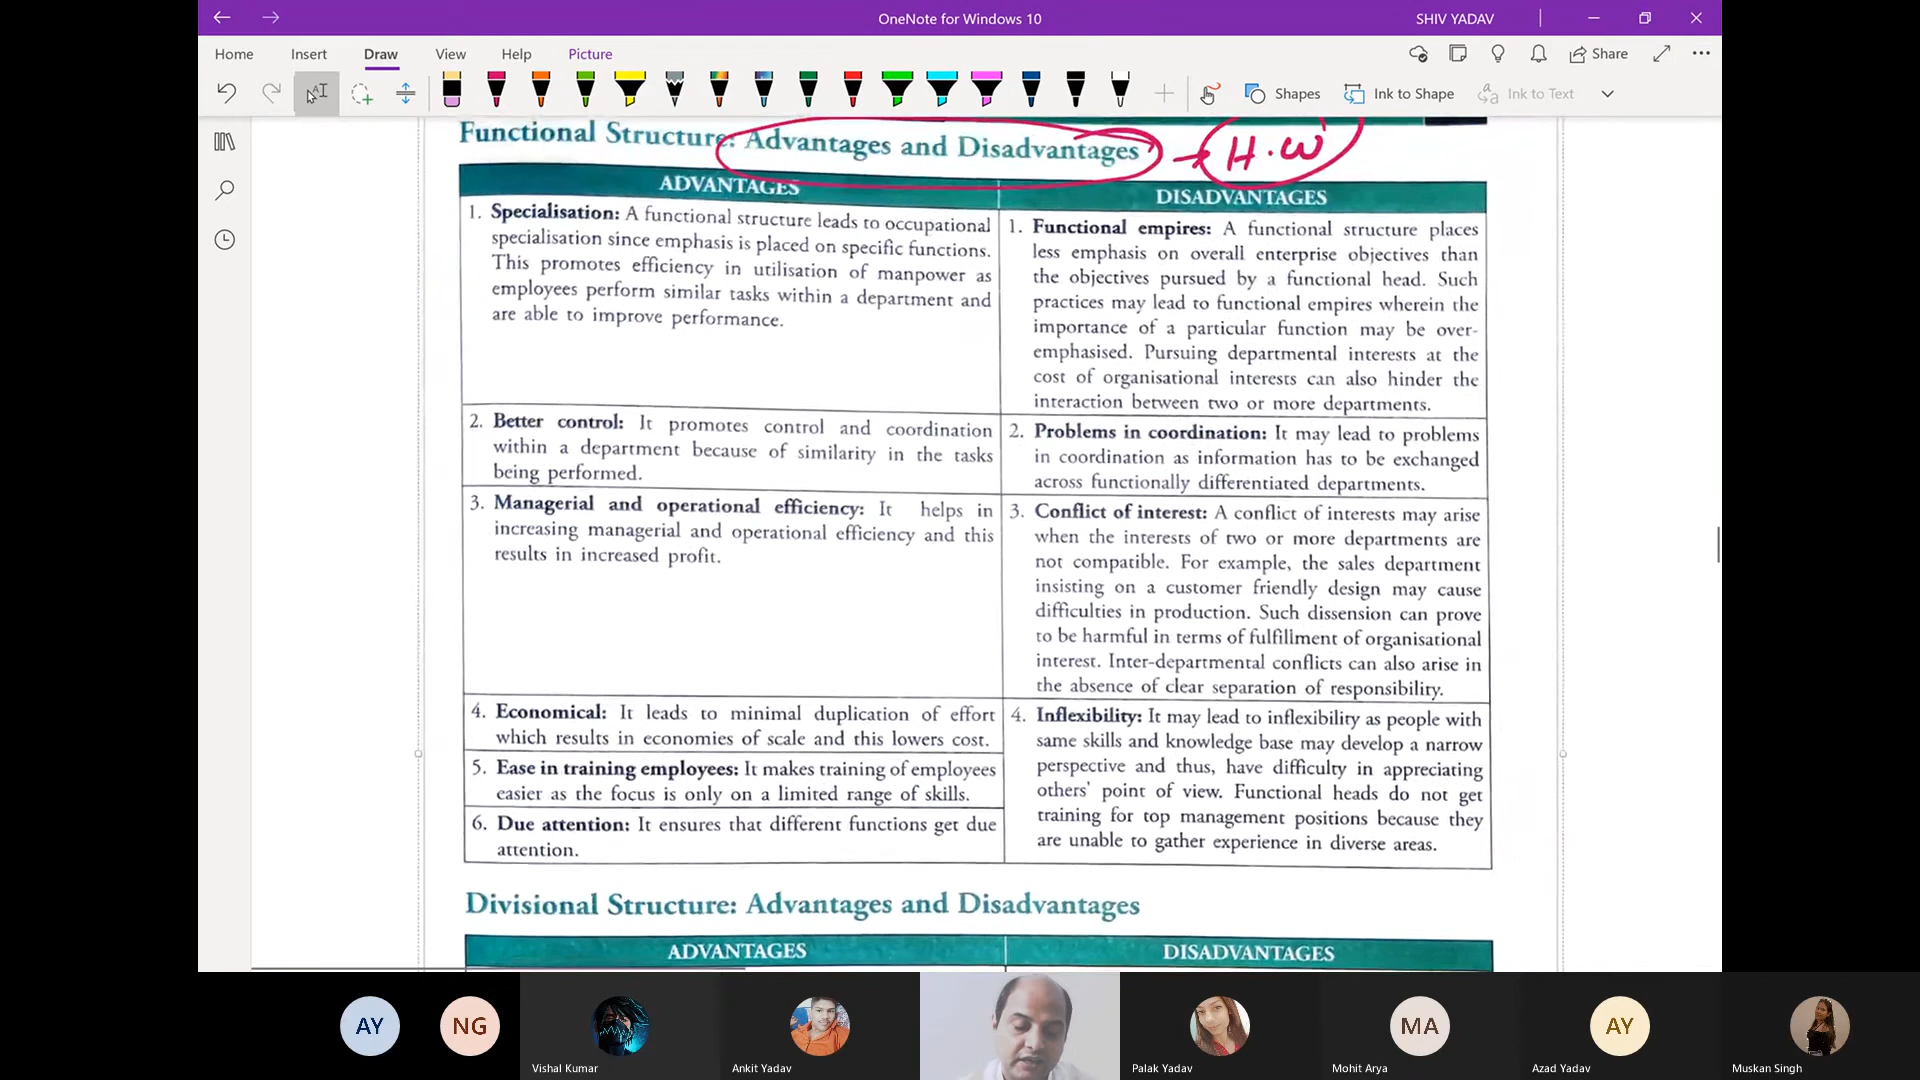 OneNote for Windows 10
SHIV YADAV
Home Insert Draw View Help Picture
Share
Shapes
Ink to Shape
Ink to Text
Functional Structure: Advantages and Disadvantages
H.W
ADVANTAGES
1. Specialisation: A functional structure leads to occupational
specialisation since emphasis is placed on specific functions.
This promotes efficiency in utilisation of manpower as
employees perform similar tasks within a department and
are able to improve performance.
2. Better control: It promotes control and coordination
within a department because of similarity in the tasks
being performed.
3. Managerial and operational efficiency: It helps in
increasing managerial and operational efficiency and this
results in increased profit.
4. Economical: It leads to minimal duplication of effort
which results in economies of scale and this lowers cost.
5. Ease in training employees: It makes training of employees
easier as the focus is only on a limited range of skills.
6. Due attention: It ensures that different functions get due
attention.
DISADVANTAGES
1. Functional empires: A functional structure places
less emphasis on overall enterprise objectives than
the objectives pursued by a functional head. Such
practices may lead to functional empires wherein the
importance of a particular function may be over-
emphasised. Pursuing departmental interests at the
cost of organisational interests can also hinder the
interaction between two or more departments.
2. Problems in coordination: It may lead to problems
in coordination as information has to be exchanged
across functionally differentiated departments.
3. Conflict of interest: A conflict of interests may arise
when the interests of two or more departments are
not compatible. For example, the sales department
insisting on a customer friendly design may cause
difficulties in production. Such dissension can prove
to be harmful in terms of fulfillment of organisational
interest. Inter-departmental conflicts can also arise in
the absence of clear separation of responsibility.
4. Inflexibility: It may lead to inflexibility as people with
same skills and knowledge base may develop a narrow
perspective and thus, have difficulty in appreciating
others' point of view. Functional heads do not get
training for top management positions because they
are unable to gather experience in diverse areas.
Divisional Structure: Advantages and Disadvantages
ADVANTAGES
DISADVANTAGES
AY
NG
Vishal Kumar
Ankit Yadav
Palak Yadav
MA
Mohit Arya
AY
Azad Yadav
Muskan Singh